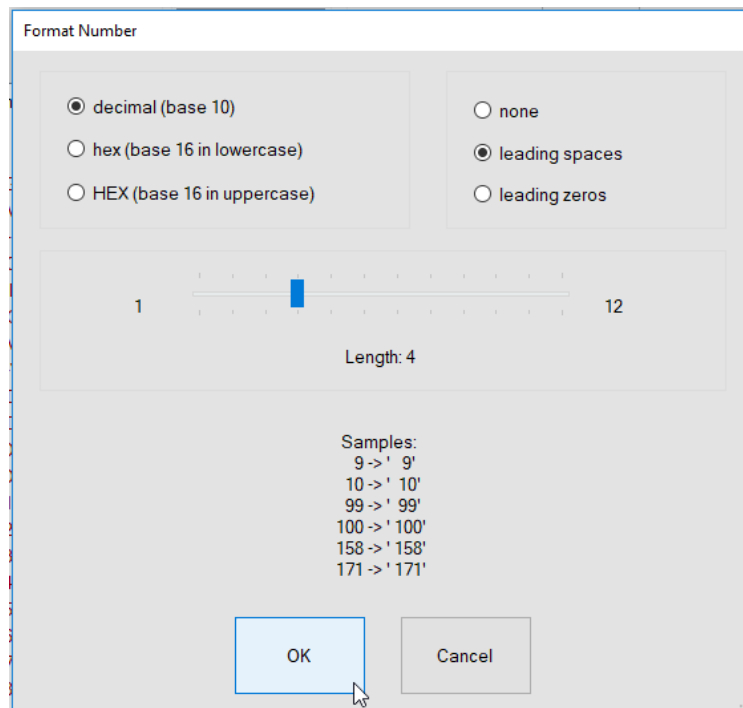 Format Number
decimal (base 10)
hex (base 16 in lowercase)
HEX (base 16 in uppercase)
none
leading spaces
leading zeros
1
12
Length: 4
Samples:
9 -> '   9'
10 -> '  10'
99 -> '  99'
100 -> ' 100'
158 -> ' 158'
171 -> ' 171'
OK
Cancel